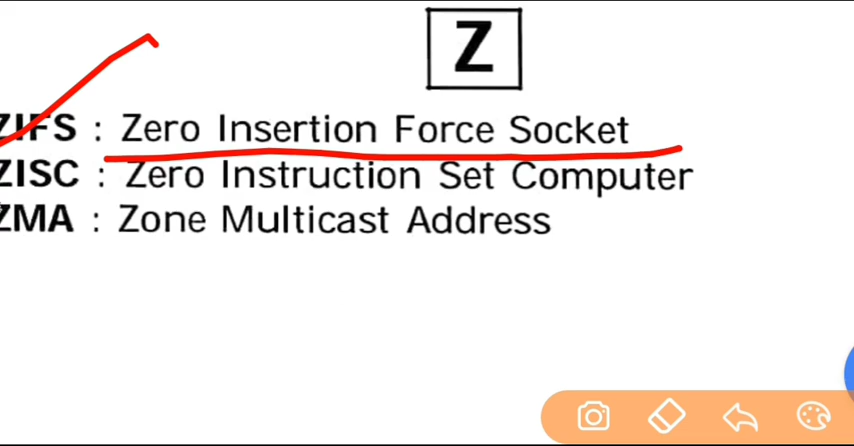 Z
ZIFS : Zero Insertion Force Socket
ZISC : Zero Instruction Set Computer
ZMA : Zone Multicast Address